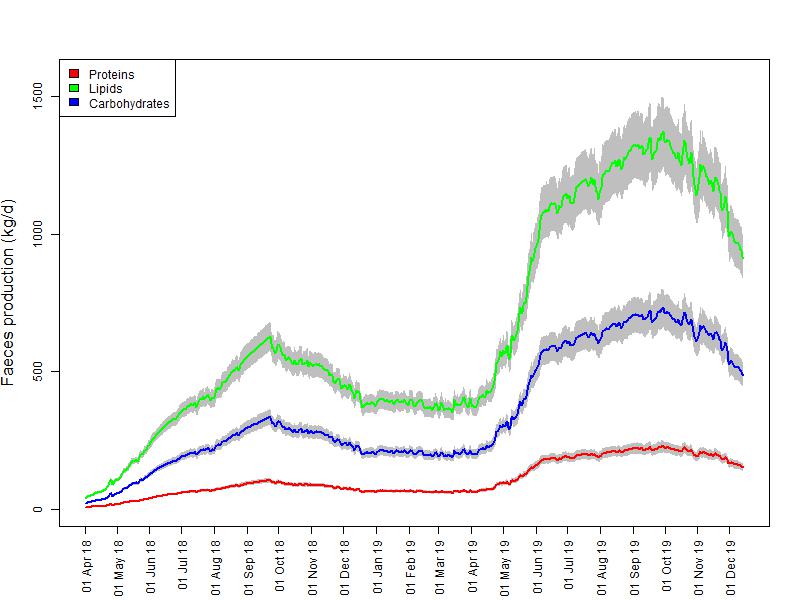 Proteins
Lipids
Carbohydrates
Faeces production (kg/d)
1500
1000
500
0
01 Apr 18
01 May 18
01 Jun 18
01 Jul 18
01 Aug 18
01 Sep 18
01 Oct 18
01 Nov 18
01 Dec 18
01 Jan 19
01 Feb 19
01 Mar 19
01 Apr 19
01 May 19
01 Jun 19
01 Jul 19
01 Aug 19
01 Sep 19
01 Oct 19
01 Nov 19
01 Dec 19